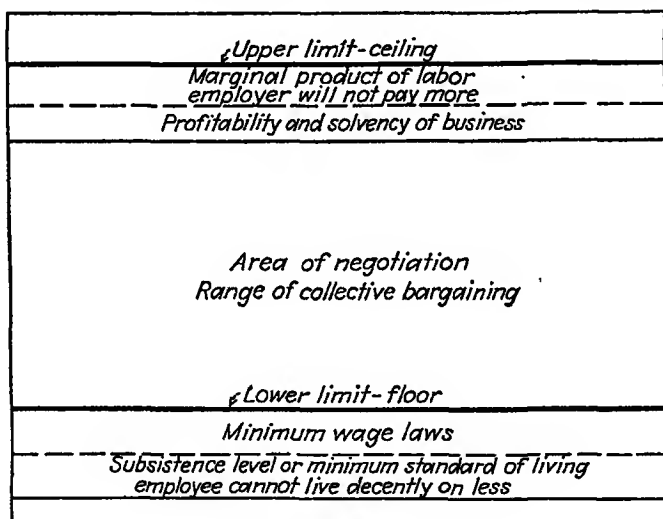 Upper limit-ceiling
Marginal product of labor
employer will not pay more
Profitability and solvency of business
Area of negotiation
Range of collective bargaining
Lower limit-floor
Minimum wage laws
Subsistence level or minimum standard of living
employee cannot live decently on less